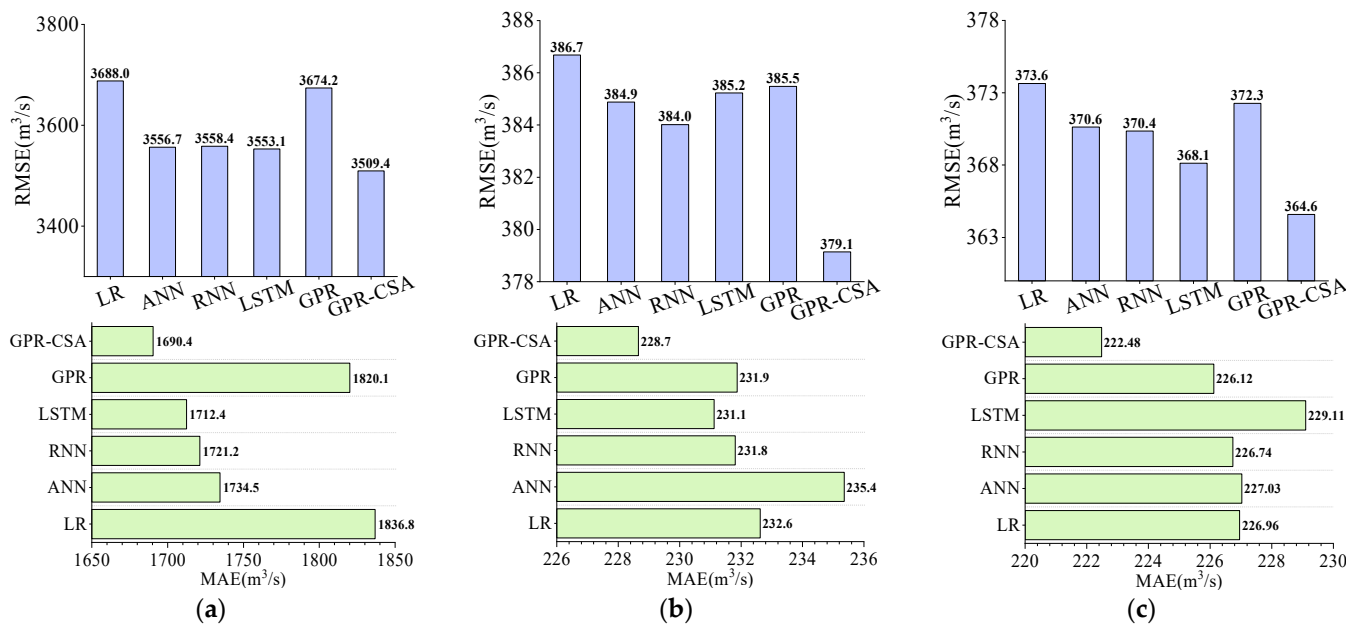 3800
3600
3400
RMSE(m³/s)
3688.0
3556.7
3558.4
3553.1
3674.2
3509.4
LR
ANN
RNN
LSTM
GPR
GPR-CSA
388
386
384
382
380
378
RMSE(m³/s)
386.7
384.9
384.0
385.2
385.5
379.1
LR
ANN
RNN
LSTM
GPR
GPR-CSA
378
373
368
363
RMSE(m³/s)
373.6
370.6
370.4
368.1
372.3
364.6
LR
ANN
RNN
LSTM
GPR
GPR-CSA
GPR-CSA 1690.4
GPR 1820.1
LSTM 1712.4
RNN 1721.2
ANN 1734.5
LR 1836.8
1650 1700 1750 1800 1850
MAE(m³/s)
(a)
GPR-CSA 228.7
GPR 231.9
LSTM 231.1
RNN 231.8
ANN 235.4
LR 232.6
226 228 230 232 234 236
MAE(m³/s)
(b)
GPR-CSA 222.48
GPR 226.12
LSTM 229.11
RNN 226.74
ANN 227.03
LR 226.96
220 222 224 226 228 230
MAE(m³/s)
(c)